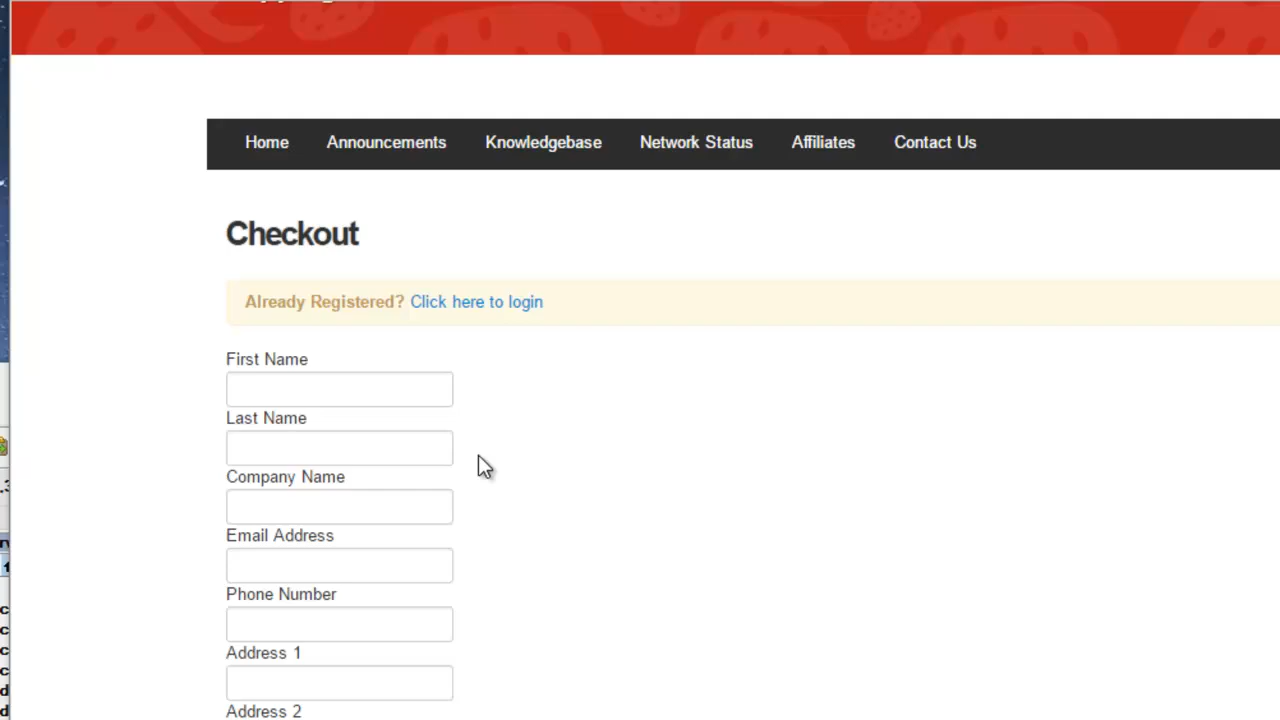 Home Announcements Knowledgebase Network Status Affiliates Contact Us
Checkout
Already Registered? Click here to login
First Name
Last Name
Company Name
Email Address
Phone Number
Address 1
Address 2